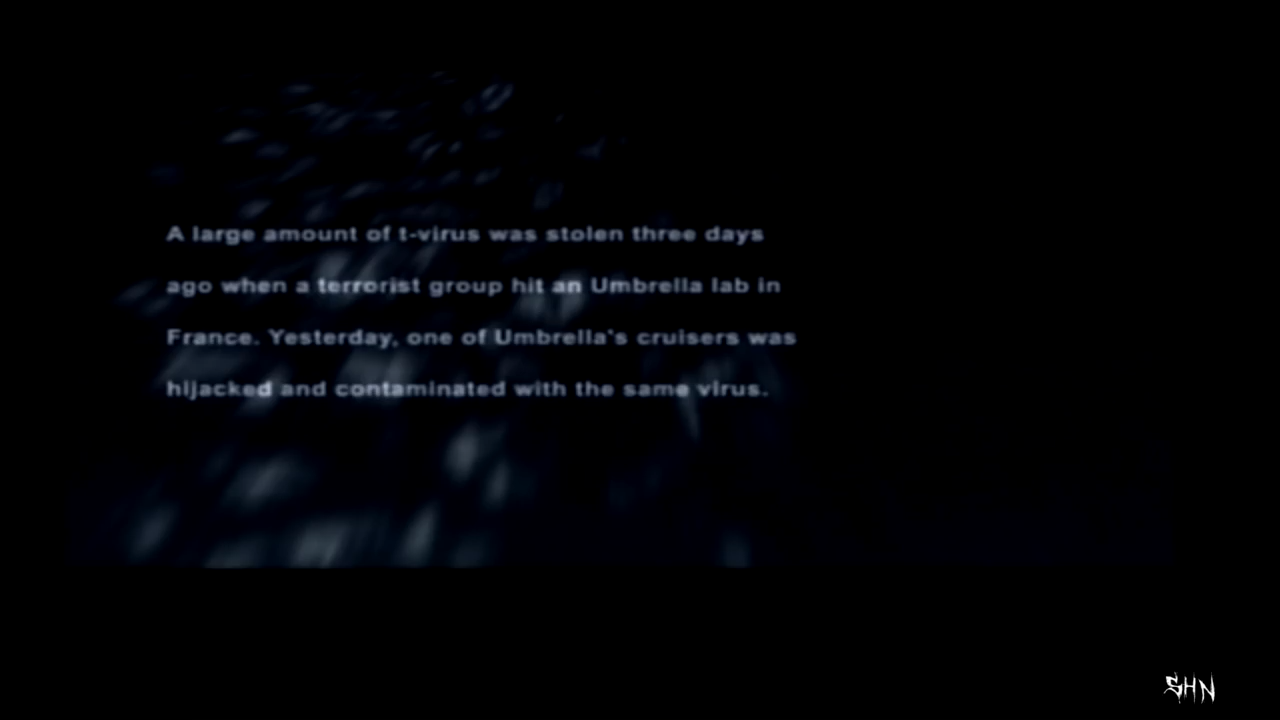 A large amount of t-virus was stolen three days
ago when a terrorist group hit an Umbrella lab in
France. Yesterday, one of Umbrella's cruisers was
hijacked and contaminated with the same virus.
SHN